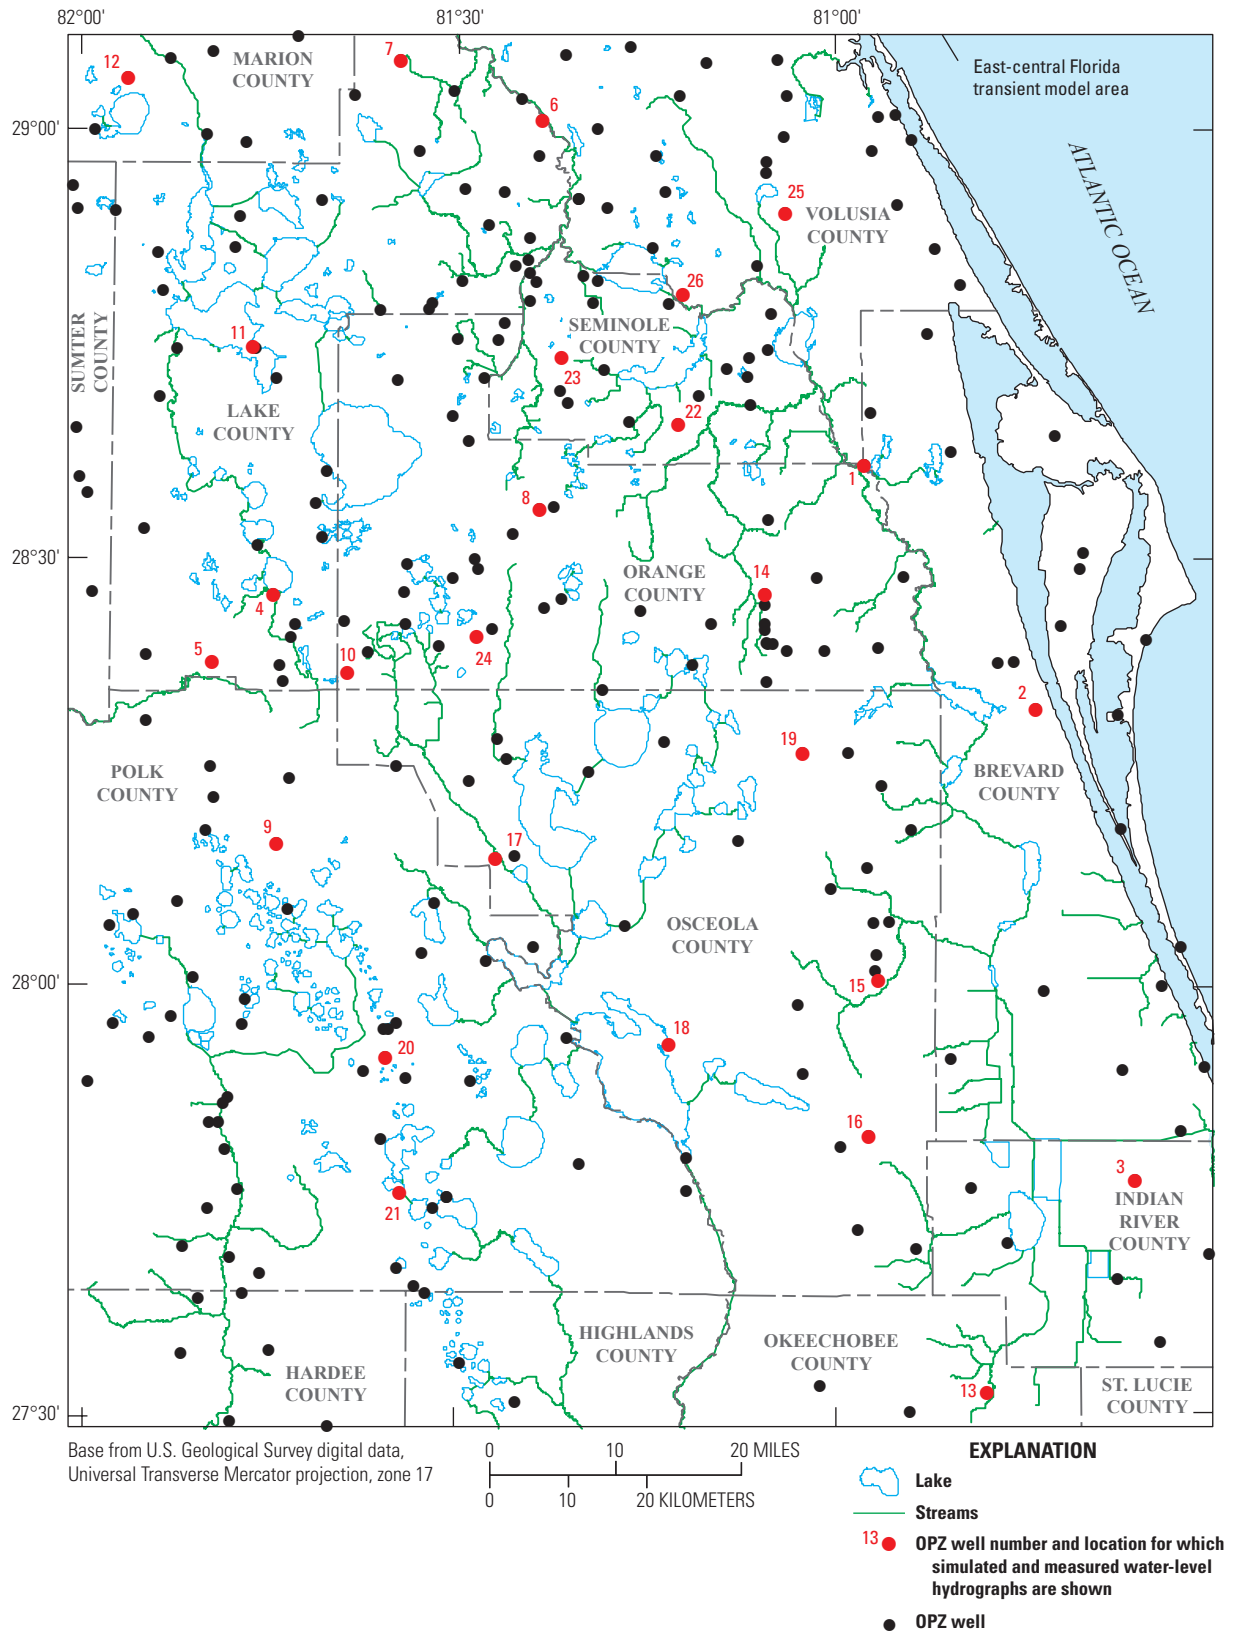 82°00'
81°30'
81°00'
12
MARION
COUNTY
7
East-central Florida
transient model area
6
29°00'
ATLANTIC OCEAN
25
VOLUSIA
COUNTY
26
SUMTER
COUNTY
11
SEMINOLE
COUNTY
23
LAKE
COUNTY
22
1
8
28°30'
ORANGE
COUNTY
14
4
5
10
24
2
19
POLK
COUNTY
BREVARD
COUNTY
9
17
OSCEOLA
COUNTY
28°00'
15
18
20
16
3
21
INDIAN
RIVER
COUNTY
HIGHLANDS
COUNTY
OKEECHOBEE
COUNTY
HARDEE
COUNTY
13
ST. LUCIE
COUNTY
27°30'
Base from U.S. Geological Survey digital data,
Universal Transverse Mercator projection, zone 17
0 10 20 MILES
0 10 20 KILOMETERS
EXPLANATION
Lake
Streams
13 OPZ well number and location for which
simulated and measured water-level
hydrographs are shown
OPZ well